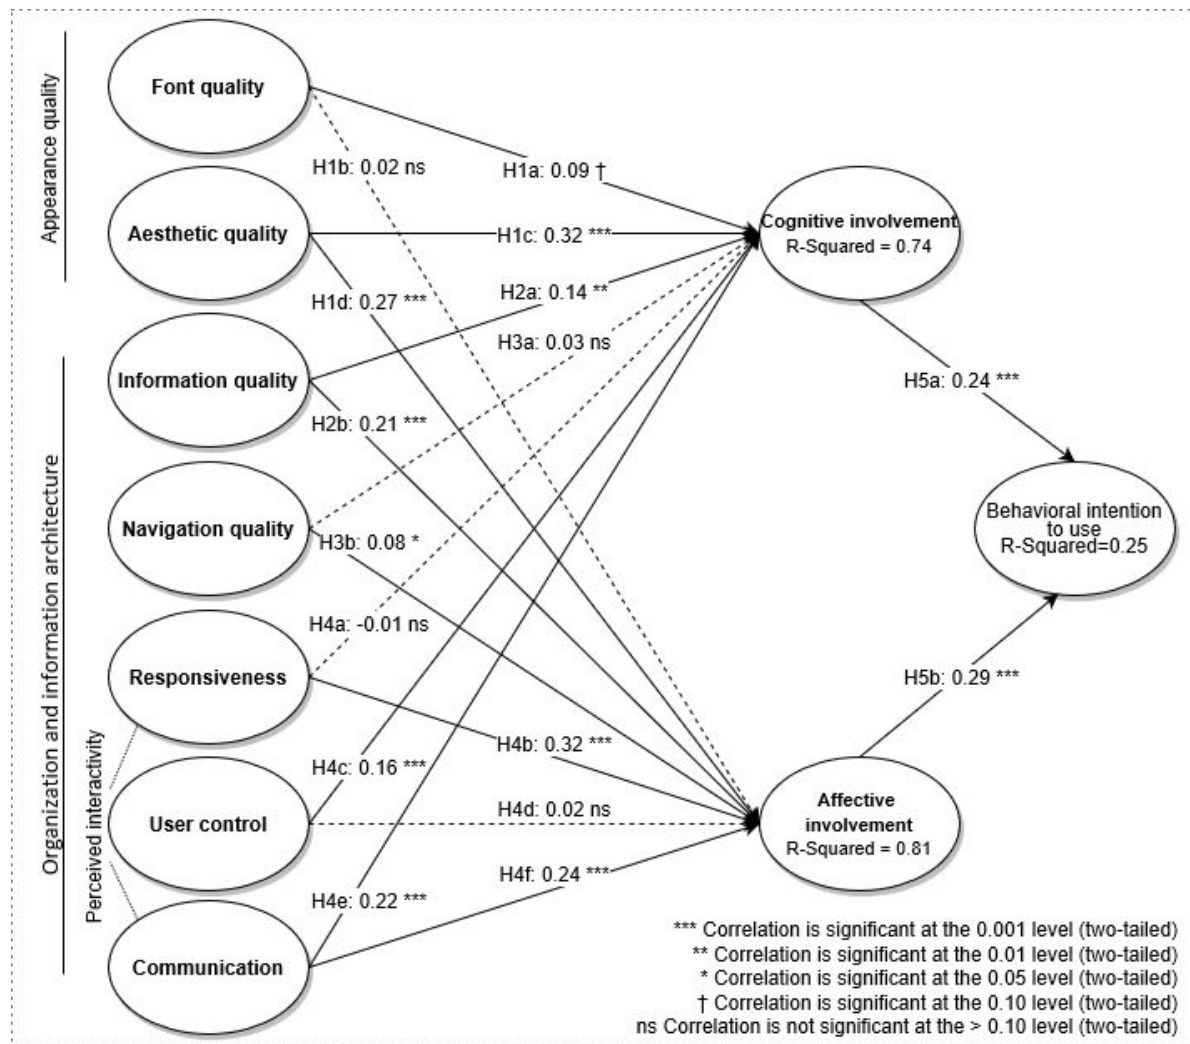 Appearance quality
Font quality
Aesthetic quality
Organization and information architecture
Information quality
Navigation quality
Perceived interactivity
Responsiveness
User control
Communication
H1b: 0.02 ns
H1a: 0.09 †
H1c: 0.32 ***
H1d: 0.27 ***
H2a: 0.14 **
H3a: 0.03 ns
H2b: 0.21 ***
H3b: 0.08 *
H4a: -0.01 ns
H4b: 0.32 ***
H4c: 0.16 ***
H4d: 0.02 ns
H4f: 0.24 ***
H4e: 0.22 ***
Cognitive involvement
R-Squared = 0.74
H5a: 0.24 ***
Behavioral intention
to use
R-Squared=0.25
H5b: 0.29 ***
Affective
involvement
R-Squared = 0.81
*** Correlation is significant at the 0.001 level (two-tailed)
** Correlation is significant at the 0.01 level (two-tailed)
* Correlation is significant at the 0.05 level (two-tailed)
† Correlation is significant at the 0.10 level (two-tailed)
ns Correlation is not significant at the > 0.10 level (two-tailed)